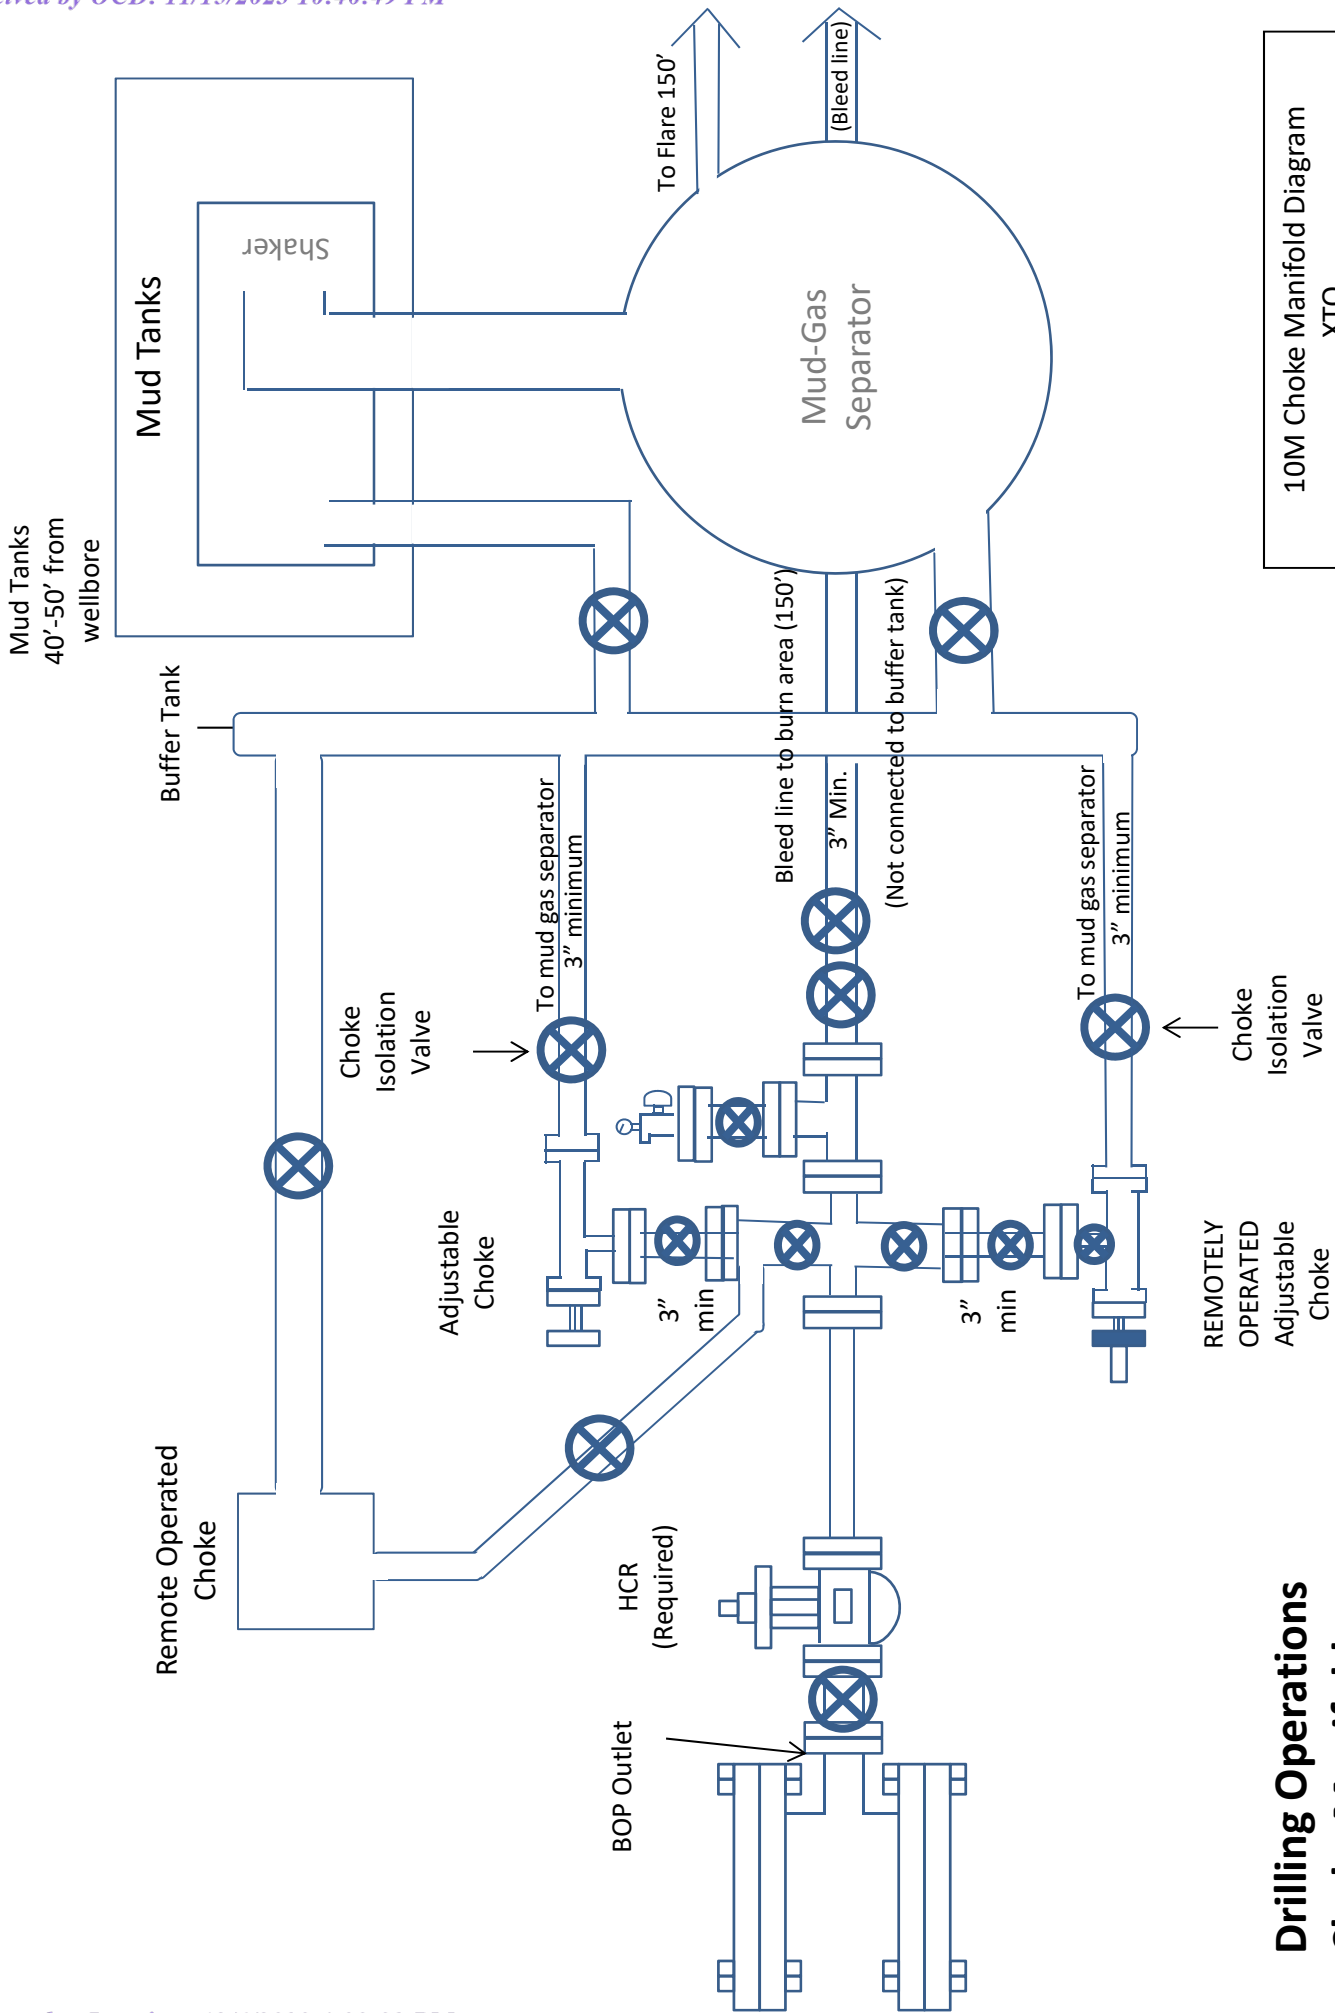 Mud Tanks
40’-50’ from
wellbore
Mud Tanks
Shaker
To Flare 150’
(Bleed line)
Mud-Gas
Separator
Buffer Tank
Bleed line to burn area (150’)
3” Min.
(Not connected to buffer tank)
To mud gas separator
3” minimum
To mud gas separator
3” minimum
Choke
Isolation
Valve
Choke
Isolation
Valve
Adjustable
Choke
3”
min
3”
min
REMOTELY
OPERATED
Adjustable
Choke
Remote Operated
Choke
HCR
(Required)
BOP Outlet
10M Choke Manifold Diagram
XTO
Drilling Operations